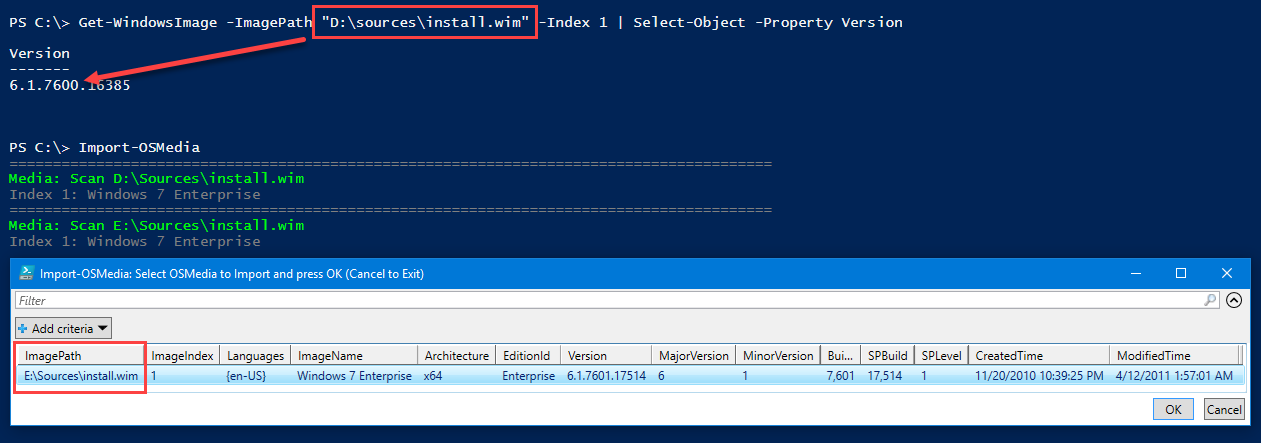 PS C:\> Get-WindowsImage -ImagePath "D:\sources\install.wim" -Index 1 | Select-Object -Property Version
Version
-------
6.1.7600.16385
PS C:\> Import-OSMedia
=========================================================================================
Media: Scan D:\Sources\install.wim
Index 1: Windows 7 Enterprise
=========================================================================================
Media: Scan E:\Sources\install.wim
Index 1: Windows 7 Enterprise
Import-OSMedia: Select OSMedia to Import and press OK (Cancel to Exit)
Filter
Add criteria
ImagePath ImageIndex Languages ImageName Architecture EditionId Version MajorVersion MinorVersion Bui... SPBuild SPLevel CreatedTime ModifiedTime
E:\Sources\install.wim 1 {en-US} Windows 7 Enterprise x64 Enterprise 6.1.7601.17514 6 1 7,601 17,514 1 11/20/2010 10:39:25 PM 4/12/2011 1:57:01 AM
OK Cancel